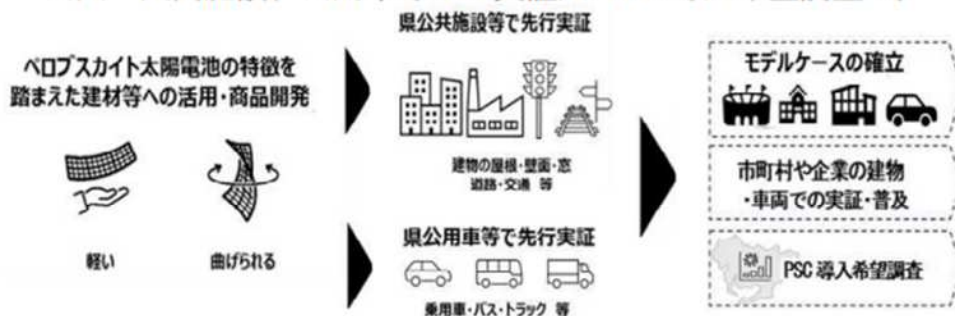 県公共施設等で先行実証
ペロブスカイト太陽電池の特徴を
踏まえた建材等への活用・商品開発
軽い
曲げられる
建物の屋根・壁面・窓
道路・交通 等
県公用車等で先行実証
乗用車・バス・トラック 等
モデルケースの確立
市町村や企業の建物
・車両での実証・普及
PSC 導入希望調査